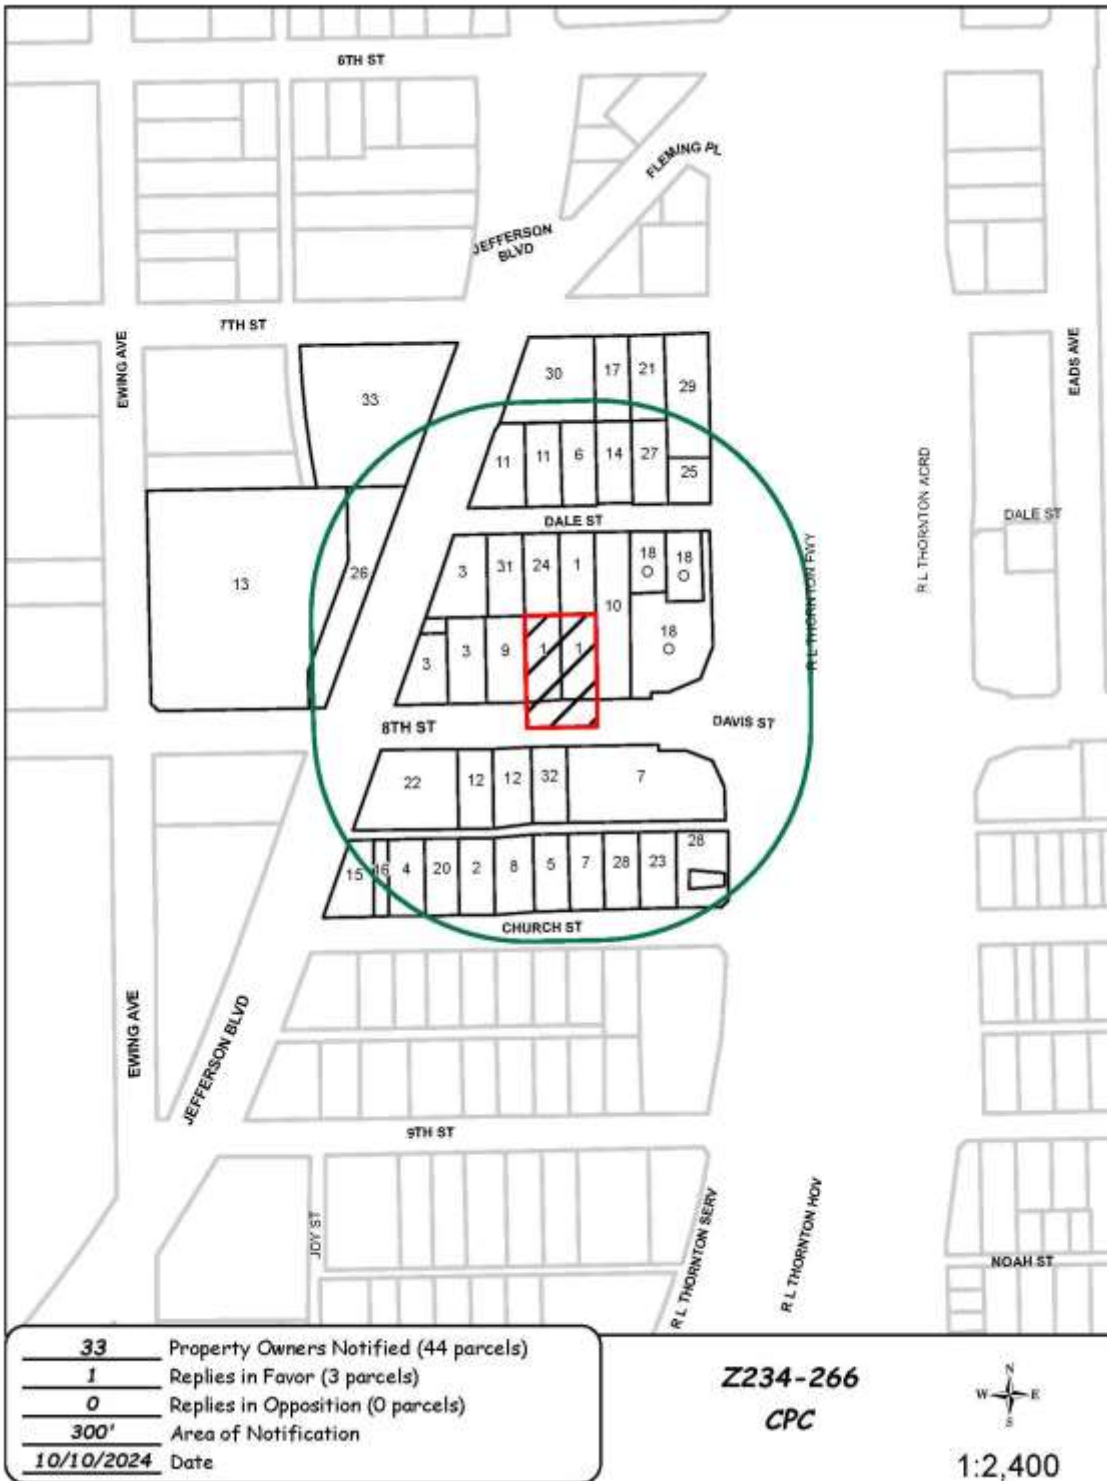 6TH ST
FLEMING PL
JEFFERSON
BLVD
7TH ST
EWING AVE
EADS AVE
33
30
17
21
29
11
11
6
14
27
25
R L THORNTON ACRD
DALE ST
DALE ST
R L THORNTON FWY
13
26
3
31
24
1
10
18
18
18
3
3
9
1
1
8TH ST
DAVIS ST
22
12
12
32
7
15
16
4
20
2
8
5
7
28
23
28
CHURCH ST
EWING AVE
JEFFERSON BLVD
9TH ST
JOY ST
R L THORNTON SERV
R L THORNTON HOV
NOAH ST
33 Property Owners Notified (44 parcels)
1 Replies in Favor (3 parcels)
0 Replies in Opposition (0 parcels)
300' Area of Notification
10/10/2024 Date
Z234-266
CPC
N
W E
S
1:2,400